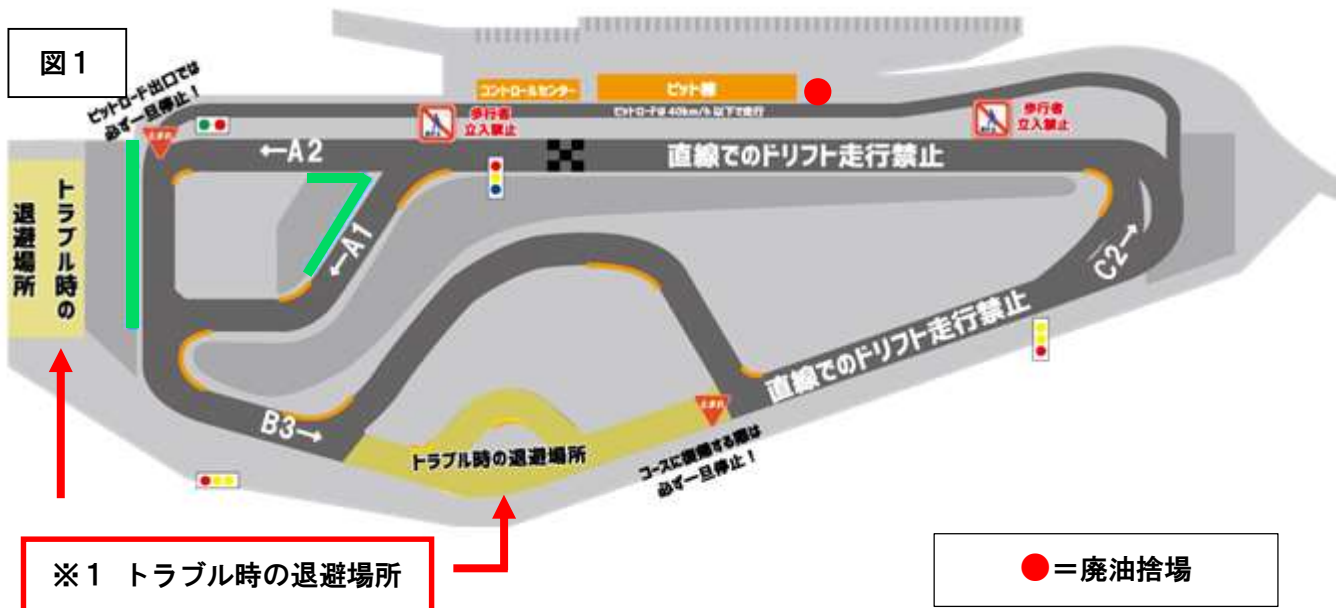 図1
ピットロード出口では
必ず一旦停止！
コントロールセンター
ピット棟
ピットロードは40km/h以下で走行
歩行者
立入禁止
歩行者
立入禁止
←A2
直線でのドリフト走行禁止
トラブル時の
退避場所
←A1
C2→
直線でのドリフト走行禁止
B3→
トラブル時の退避場所
コースに復帰する際は
必ず一旦停止！
※1 トラブル時の退避場所
●＝廃油捨場